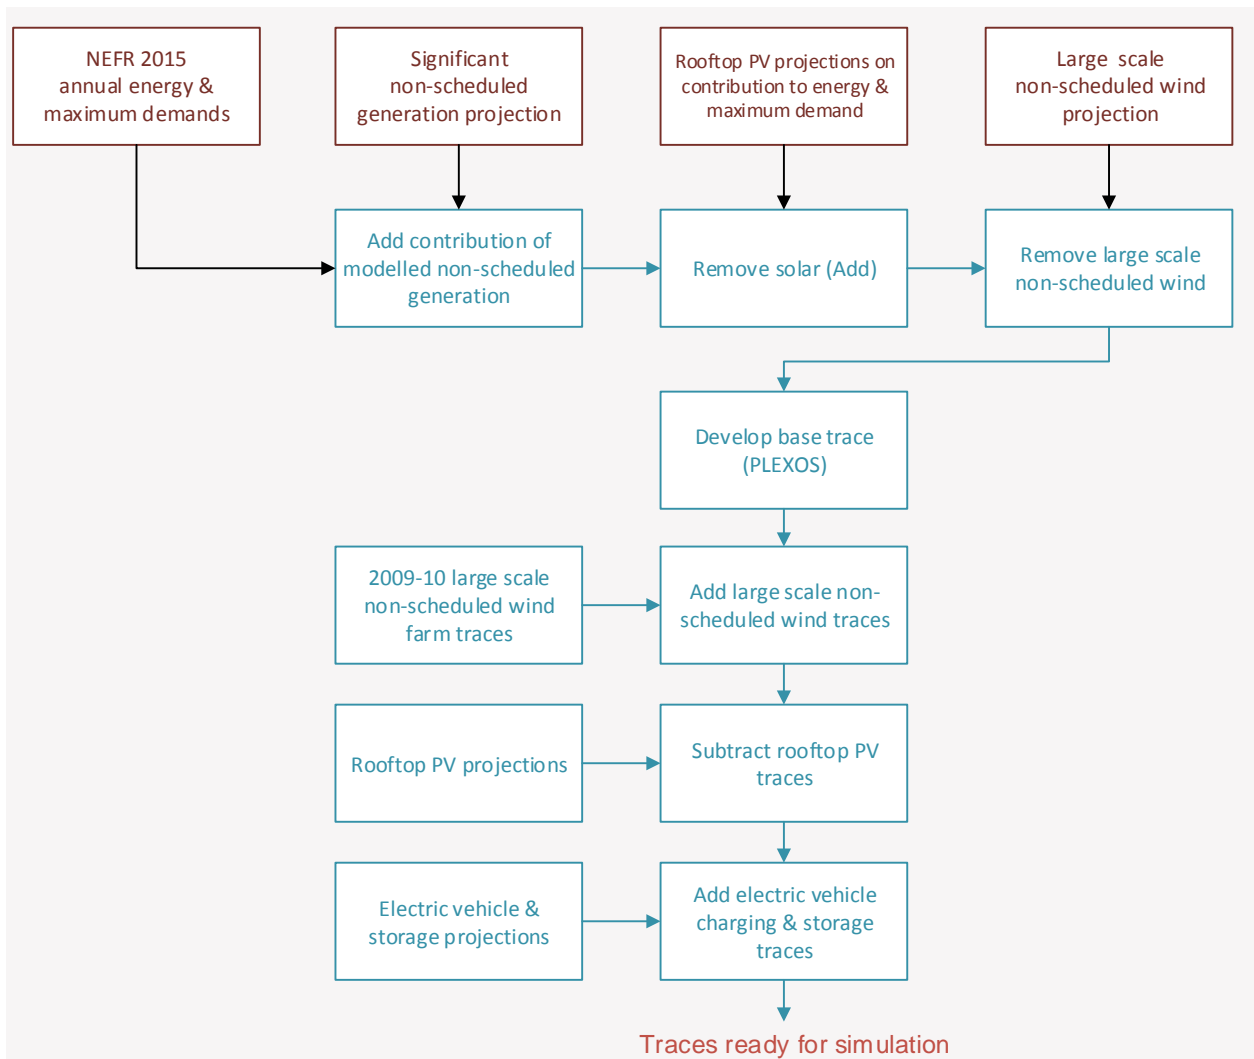 NEFR 2015
annual energy &
maximum demands
Significant
non-scheduled
generation projection
Rooftop PV projections on
contribution to energy &
maximum demand
Large scale
non-scheduled wind
projection
Add contribution of
modelled non-scheduled
generation
Remove solar (Add)
Remove large scale
non-scheduled wind
Develop base trace
(PLEXOS)
2009-10 large scale
non-scheduled wind
farm traces
Add large scale non-
scheduled wind traces
Rooftop PV projections
Subtract rooftop PV
traces
Electric vehicle &
storage projections
Add electric vehicle
charging & storage
traces
Traces ready for simulation